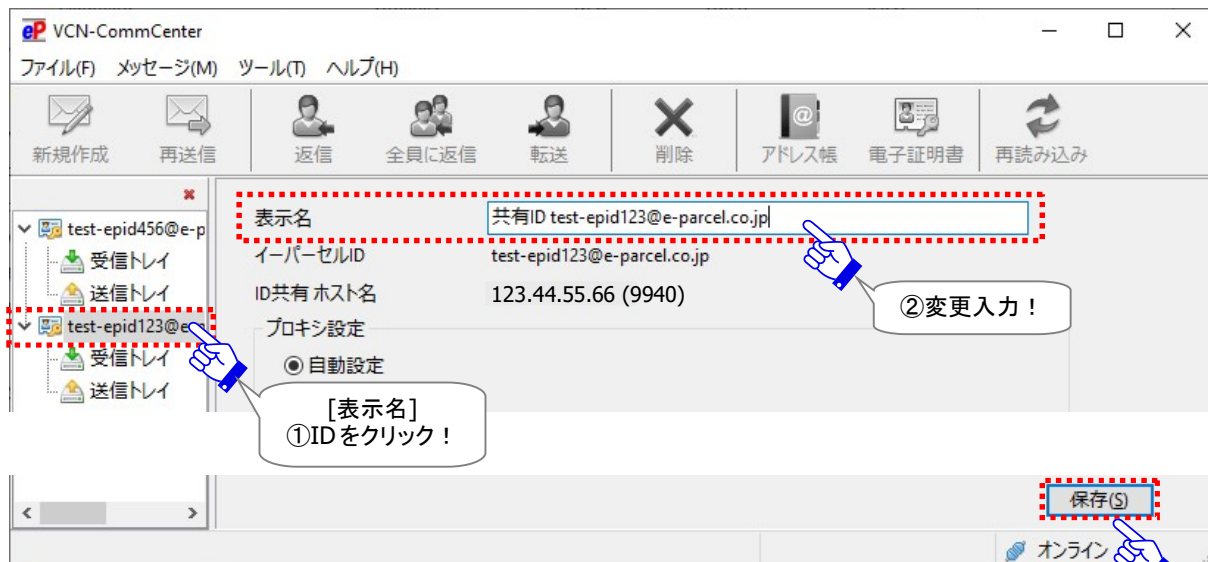 eP VCN-CommCenter
ファイル(F) メッセージ(M) ツール(T) ヘルプ(H)
新規作成 再送信 返信 全員に返信 転送 削除 アドレス帳 電子証明書 再読み込み
test-epid456@e-p
受信トレイ
送信トレイ
test-epid123@e-p
受信トレイ
送信トレイ
表示名 共有ID test-epid123@e-parcel.co.jp
イーパーセルID test-epid123@e-parcel.co.jp
ID共有 ホスト名 123.44.55.66 (9940)
プロキシ設定
自動設定
②変更入力！
[表示名]
①IDをクリック！
保存(S)
オンライン